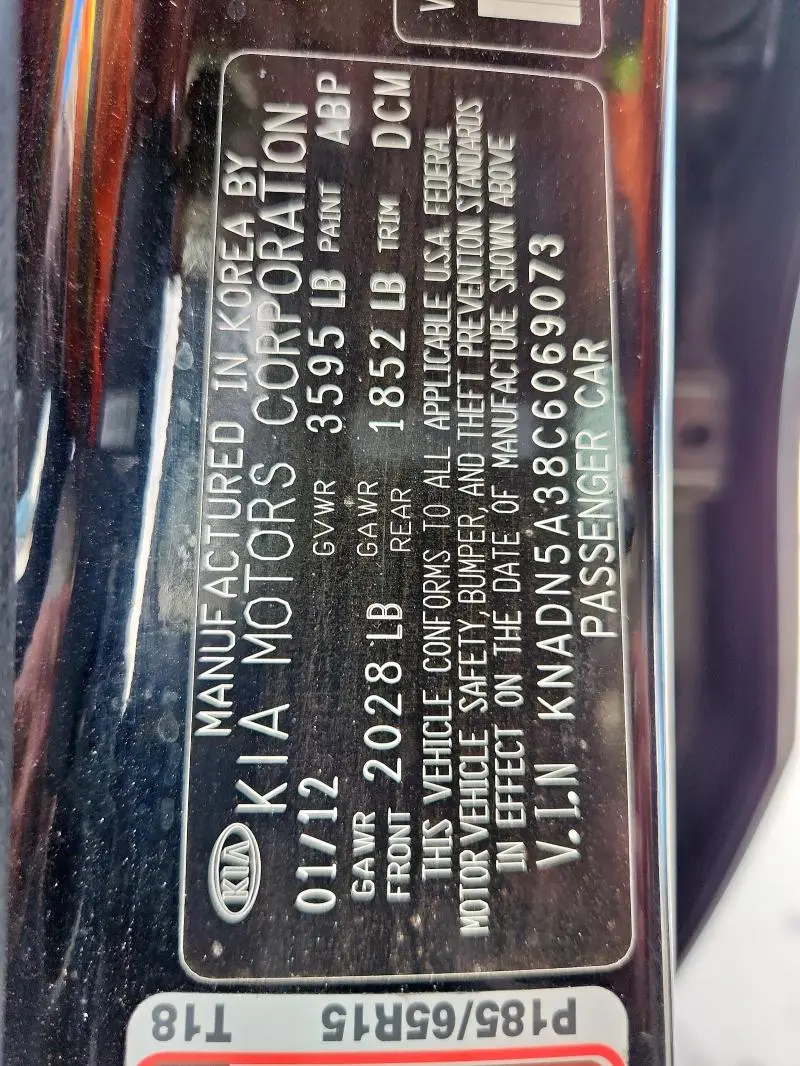 KIA
MANUFACTURED IN KOREA BY
KIA MOTORS CORPORATION
01/12 GVWR 3595 LB PAINT ABP
GAWR FRONT 2028 LB GAWR REAR 1852 LB TRIM DCM
THIS VEHICLE CONFORMS TO ALL APPLICABLE U.S.A. FEDERAL
MOTOR VEHICLE SAFETY, BUMPER, AND THEFT PREVENTION STANDARDS
IN EFFECT ON THE DATE OF MANUFACTURE SHOWN ABOVE
V.I.N KNADN5A38C6069073
PASSENGER CAR
P185/65R15 T18